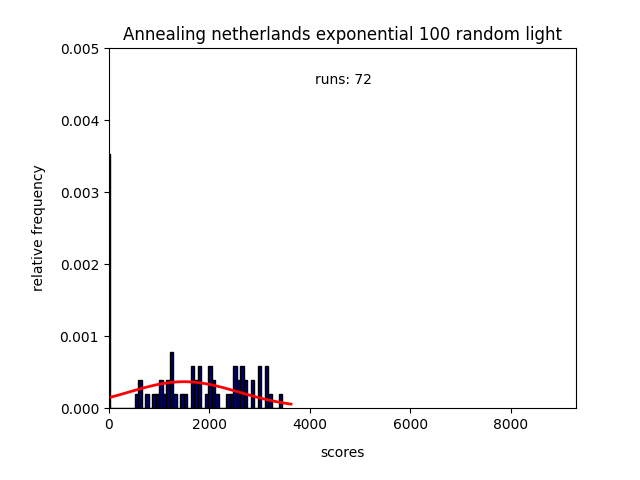 Annealing netherlands exponential 100 random light
runs: 72
relative frequency
0.005
0.004
0.003
0.002
0.001
0.000
0 2000 4000 6000 8000
scores